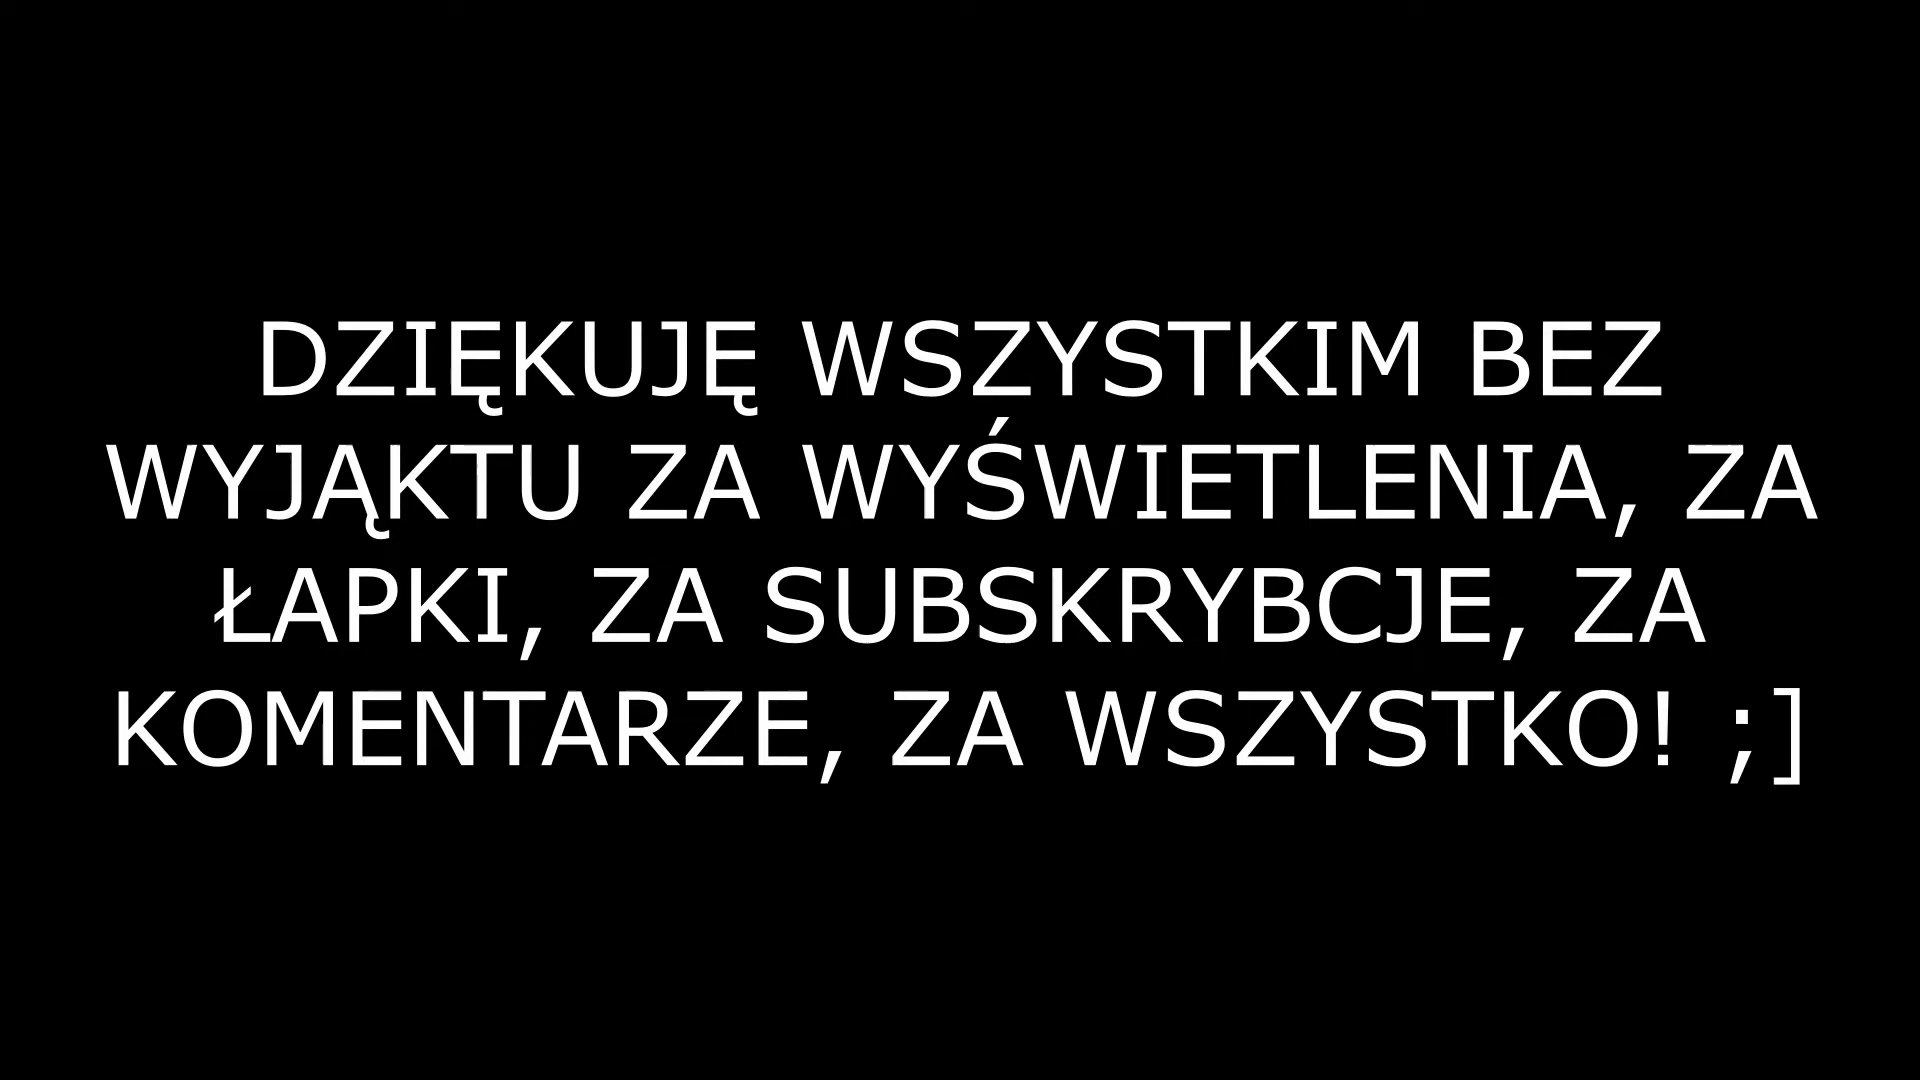 DZIĘKUJĘ WSZYSTKIM BEZ
WYJĄKTU ZA WYŚWIETLENIA, ZA
ŁAPKI, ZA SUBSKRYBCJE, ZA
KOMENTARZE, ZA WSZYSTKO! ;]